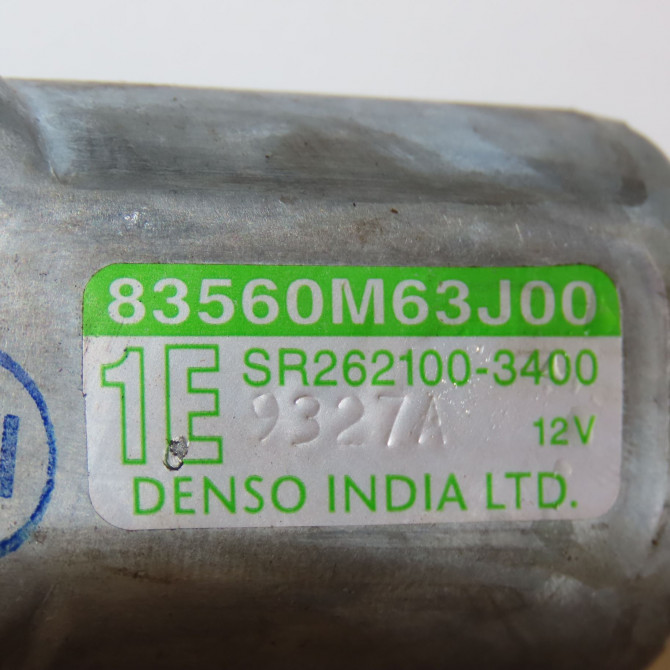 83560M63J00
1E SR262100-3400
9327A 12V
DENSO INDIA LTD.